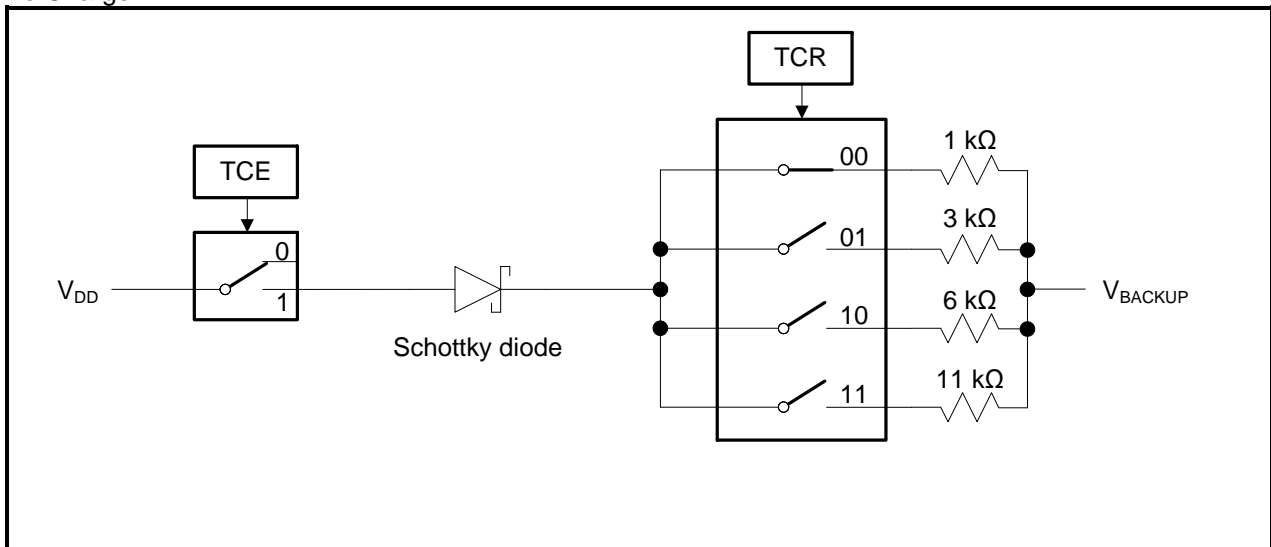 TCR
1 kΩ
00
TCE
3 kΩ
01
0
V_DD
1
V_BACKUP
6 kΩ
10
Schottky diode
11 kΩ
11